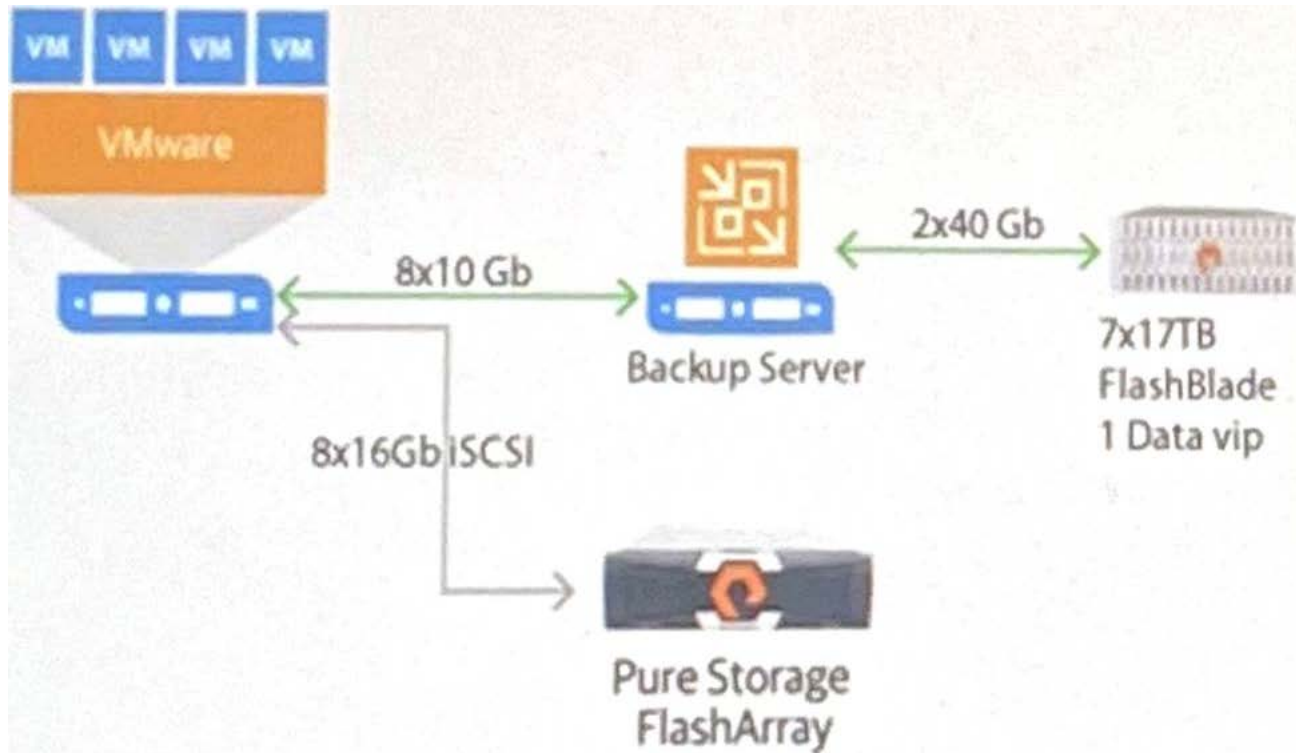 VM VM VM VM
VMware
8x10 Gb
2x40 Gb
Backup Server
7x17TB
FlashBlade
1 Data vip
8x16Gb iSCSI
Pure Storage
FlashArray